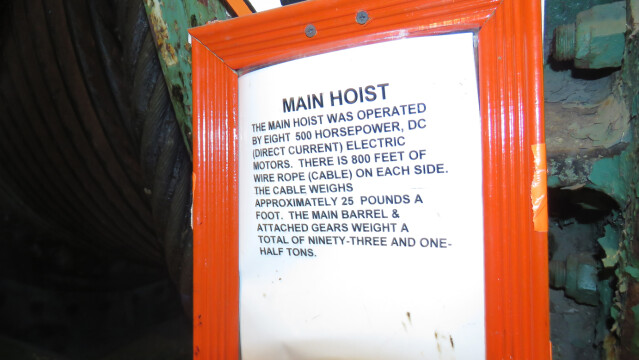 MAIN HOIST
THE MAIN HOIST WAS OPERATED
BY EIGHT 500 HORSEPOWER, DC
(DIRECT CURRENT) ELECTRIC
MOTORS. THERE IS 800 FEET OF
WIRE ROPE (CABLE) ON EACH SIDE.
THE CABLE WEIGHS
APPROXIMATELY 25 POUNDS A
FOOT. THE MAIN BARREL &
ATTACHED GEARS WEIGHT A
TOTAL OF NINETY-THREE AND ONE-
HALF TONS.